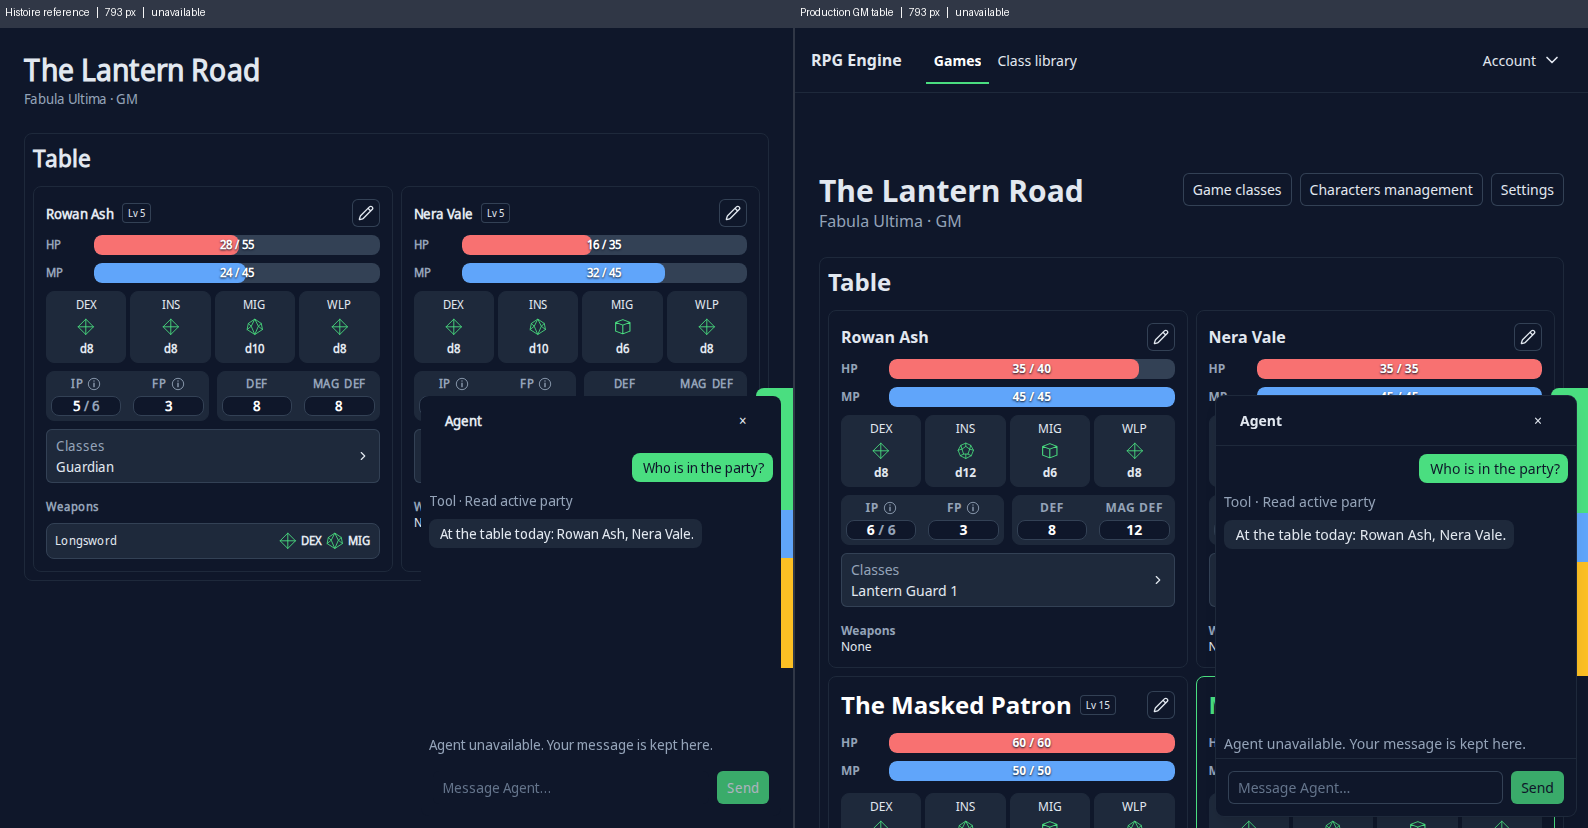 Histoire reference | 793 px | unavailable
The Lantern Road
Fabula Ultima · GM
Table
Rowan Ash Lv 5
HP 28 / 55
MP 24 / 45
DEX INS MIG WLP
d8 d8 d10 d8
IP FP DEF MAG DEF
5 / 6 3 8 8
Classes
Guardian
Weapons
Longsword DEX MIG
Nera Vale Lv 5
HP 16 / 35
MP 32 / 45
DEX INS MIG WLP
d8 d10 d6 d8
IP FP DEF MAG DEF
Agent ×
Who is in the party?
Tool · Read active party
At the table today: Rowan Ash, Nera Vale.
Agent unavailable. Your message is kept here.
Message Agent… Send
Production GM table | 793 px | unavailable
RPG Engine Games Class library Account
The Lantern Road Game classes Characters management Settings
Fabula Ultima · GM
Table
Rowan Ash
HP 35 / 40
MP 45 / 45
DEX INS MIG WLP
d8 d12 d6 d8
IP FP DEF MAG DEF
6 / 6 3 8 12
Classes
Lantern Guard 1
Weapons
None
Nera Vale
HP 35 / 35
The Masked Patron Lv 15
HP 60 / 60
MP 50 / 50
DEX INS MIG WLP
Agent ×
Who is in the party?
Tool · Read active party
At the table today: Rowan Ash, Nera Vale.
Agent unavailable. Your message is kept here.
Message Agent… Send